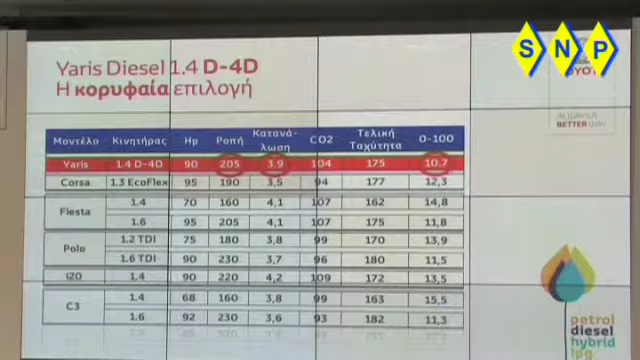 SNP
Yaris Diesel 1.4 D-4D
Η κορυφαία επιλογή
TOYOTA
ALWAYS A
BETTER WAY
Μοντέλο Κινητήρας Hp Ροπή Κατανά-λωση CO2 Τελική Ταχύτητα 0-100
Yaris 1.4 D-4D 90 205 3.9 104 175 10.7
Corsa 1.3 EcoFlex 95 190 3,5 94 177 12,3
Fiesta 1.4 70 160 4,1 107 162 14,8
1.6 95 205 4,1 107 175 11,8
Polo 1.2 TDI 75 180 3,8 99 170 13,9
1.6 TDI 90 230 3,7 96 180 11,5
i20 1.4 90 220 4,2 109 172 13,5
C3 1.4 68 160 3,8 99 163 15,5
1.6 92 230 3,6 93 182 11,3
petrol
diesel
hybrid
lpg